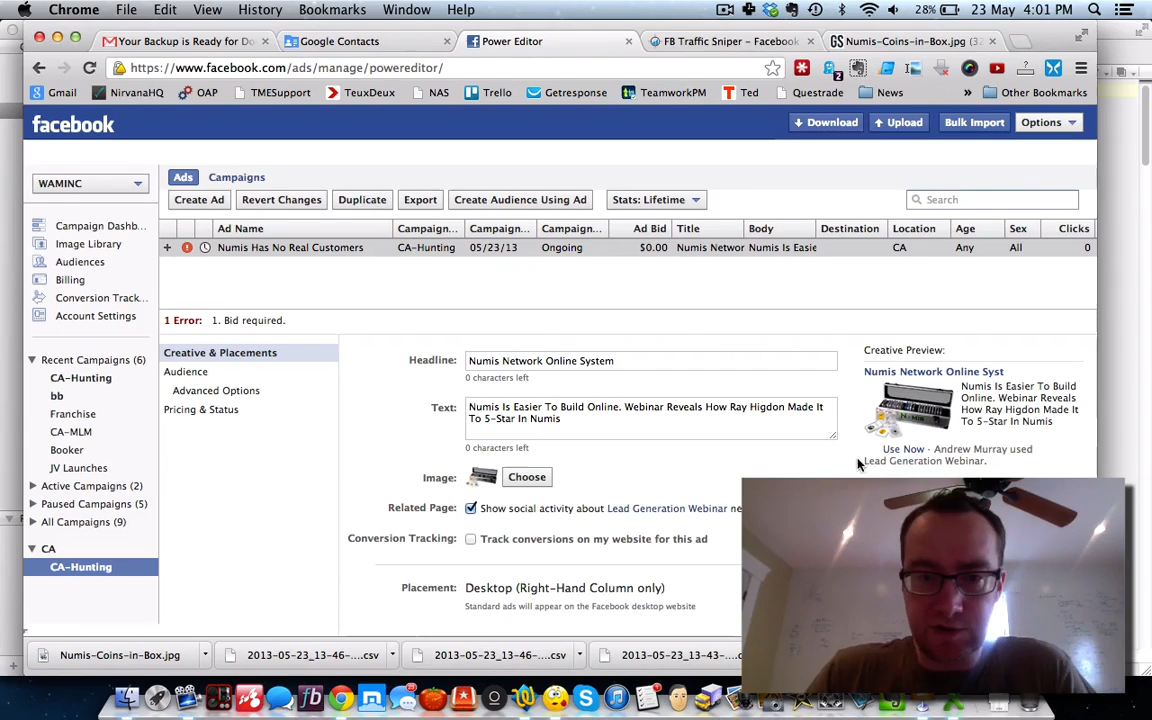 Chrome File Edit View History Bookmarks Window Help 28% 23 May 4:01 PM
Your Backup is Ready for Do Google Contacts Power Editor FB Traffic Sniper – Facebook Numis-Coins-in-Box.jpg (32
https://www.facebook.com/ads/manage/powereditor/
Gmail NirvanaHQ OAP TMESupport TeuxDeux NAS Trello Getresponse TeamworkPM Ted Questrade News » Other Bookmarks
facebook Download Upload Bulk Import Options
WAMINC Ads Campaigns
Create Ad Revert Changes Duplicate Export Create Audience Using Ad Stats: Lifetime Search
Ad Name Campaign... Campaign... Campaign... Ad Bid Title Body Destination Location Age Sex Clicks
Numis Has No Real Customers CA-Hunting 05/23/13 Ongoing $0.00 Numis Networ Numis Is Easie CA Any All 0
Campaign Dashb...
Image Library
Audiences
Billing
Conversion Track...
Account Settings
1 Error: 1. Bid required.
Recent Campaigns (6)
CA-Hunting
bb
Franchise
CA-MLM
Booker
JV Launches
Active Campaigns (2)
Paused Campaigns (5)
All Campaigns (9)
CA
CA-Hunting
Creative & Placements
Audience
Advanced Options
Pricing & Status
Headline: Numis Network Online System
0 characters left
Text: Numis Is Easier To Build Online. Webinar Reveals How Ray Higdon Made It
To 5-Star In Numis
0 characters left
Image: Choose
Related Page: Show social activity about Lead Generation Webinar ne
Conversion Tracking: Track conversions on my website for this ad
Placement: Desktop (Right-Hand Column only)
Standard ads will appear on the Facebook desktop website
Creative Preview:
Numis Network Online Syst
Numis Is Easier To Build
Online. Webinar Reveals
How Ray Higdon Made It
To 5-Star In Numis
NUMIS
Use Now · Andrew Murray used
Lead Generation Webinar.
Numis-Coins-in-Box.jpg 2013-05-23_13-46-....csv 2013-05-23_13-46-....csv 2013-05-23_13-43-....csv